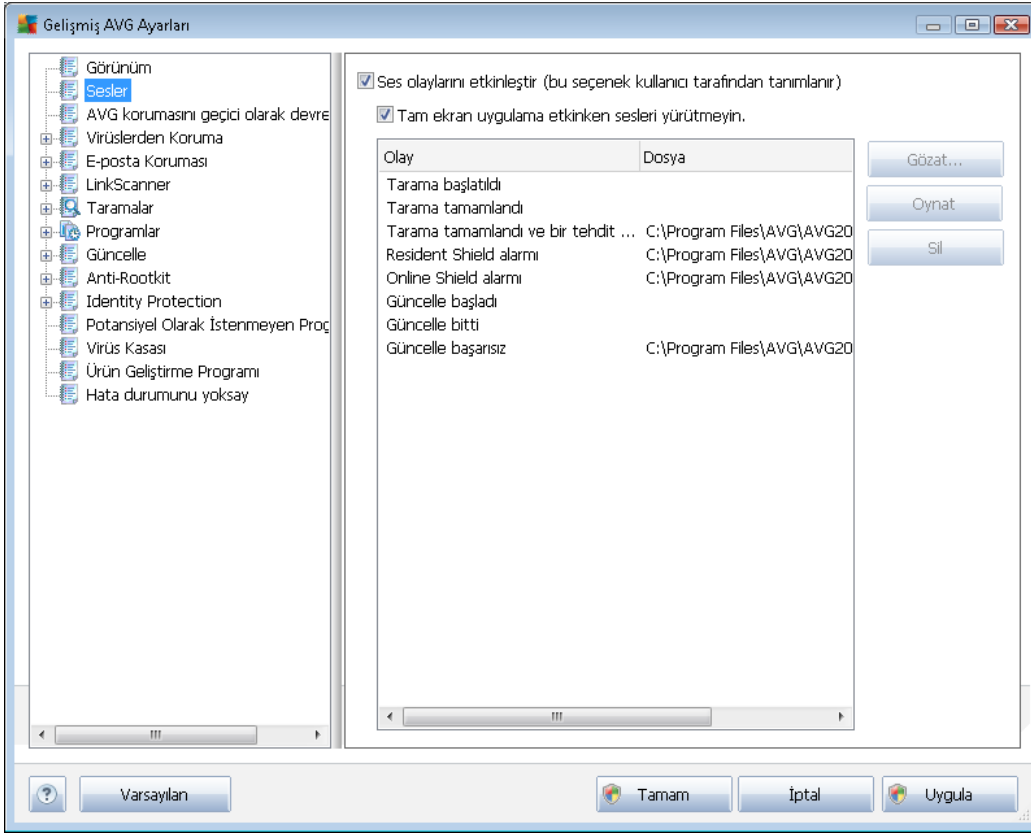 Gelişmiş AVG Ayarları
Görünüm
Sesler
AVG korumasını geçici olarak devre
Virüslerden Koruma
E-posta Koruması
LinkScanner
Taramalar
Programlar
Güncelle
Anti-Rootkit
Identity Protection
Potansiyel Olarak İstenmeyen Prog
Virüs Kasası
Ürün Geliştirme Programı
Hata durumunu yoksay
Ses olaylarını etkinleştir (bu seçenek kullanıcı tarafından tanımlanır)
Tam ekran uygulama etkinken sesleri yürütmeyin.
Olay Dosya
Tarama başlatıldı
Tarama tamamlandı
Tarama tamamlandı ve bir tehdit ... C:\Program Files\AVG\AVG20
Resident Shield alarmı C:\Program Files\AVG\AVG20
Online Shield alarmı C:\Program Files\AVG\AVG20
Güncelle başladı
Güncelle bitti
Güncelle başarısız C:\Program Files\AVG\AVG20
Gözat...
Oynat
Sil
? Varsayılan Tamam İptal Uygula